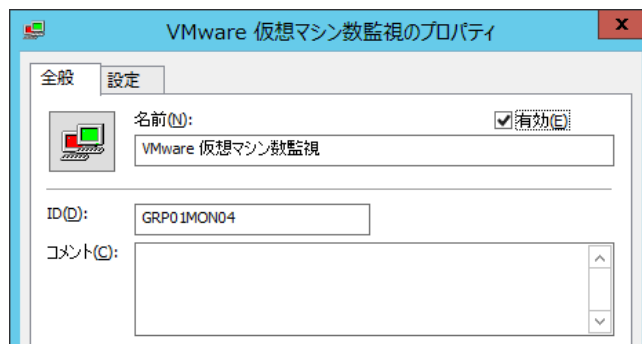 VMware 仮想マシン数監視のプロパティ
x
全般 設定
名前(N): 有効(E)
VMware 仮想マシン数監視
ID(D): GRP01MON04
コメント(C):